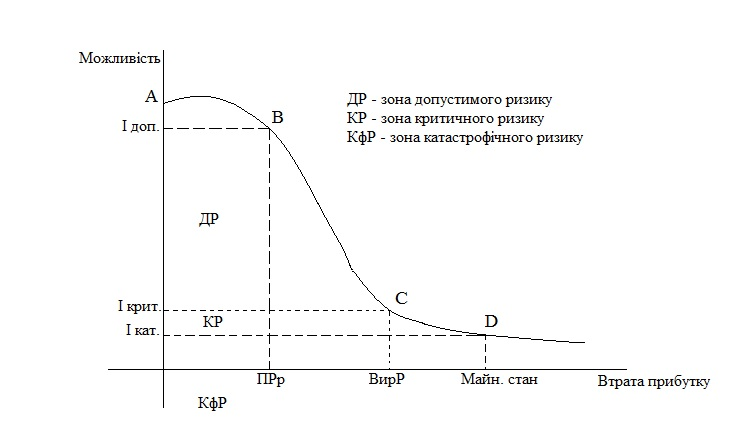 Можливість
А
В
І доп.
ДР - зона допустимого ризику
КР - зона критичного ризику
КфР - зона катастрофічного ризику
ДР
І крит.
С
КР
І кат.
D
ПРр
ВирР
Майн. стан
Втрата прибутку
КфР